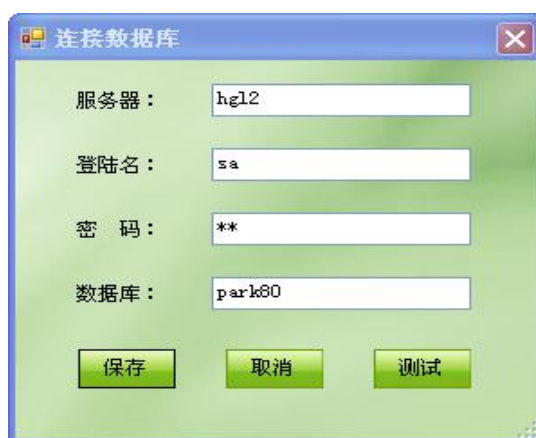 连接数据库
服务器： hgl2
登陆名： sa
密 码： **
数据库： park80
保存 取消 测试